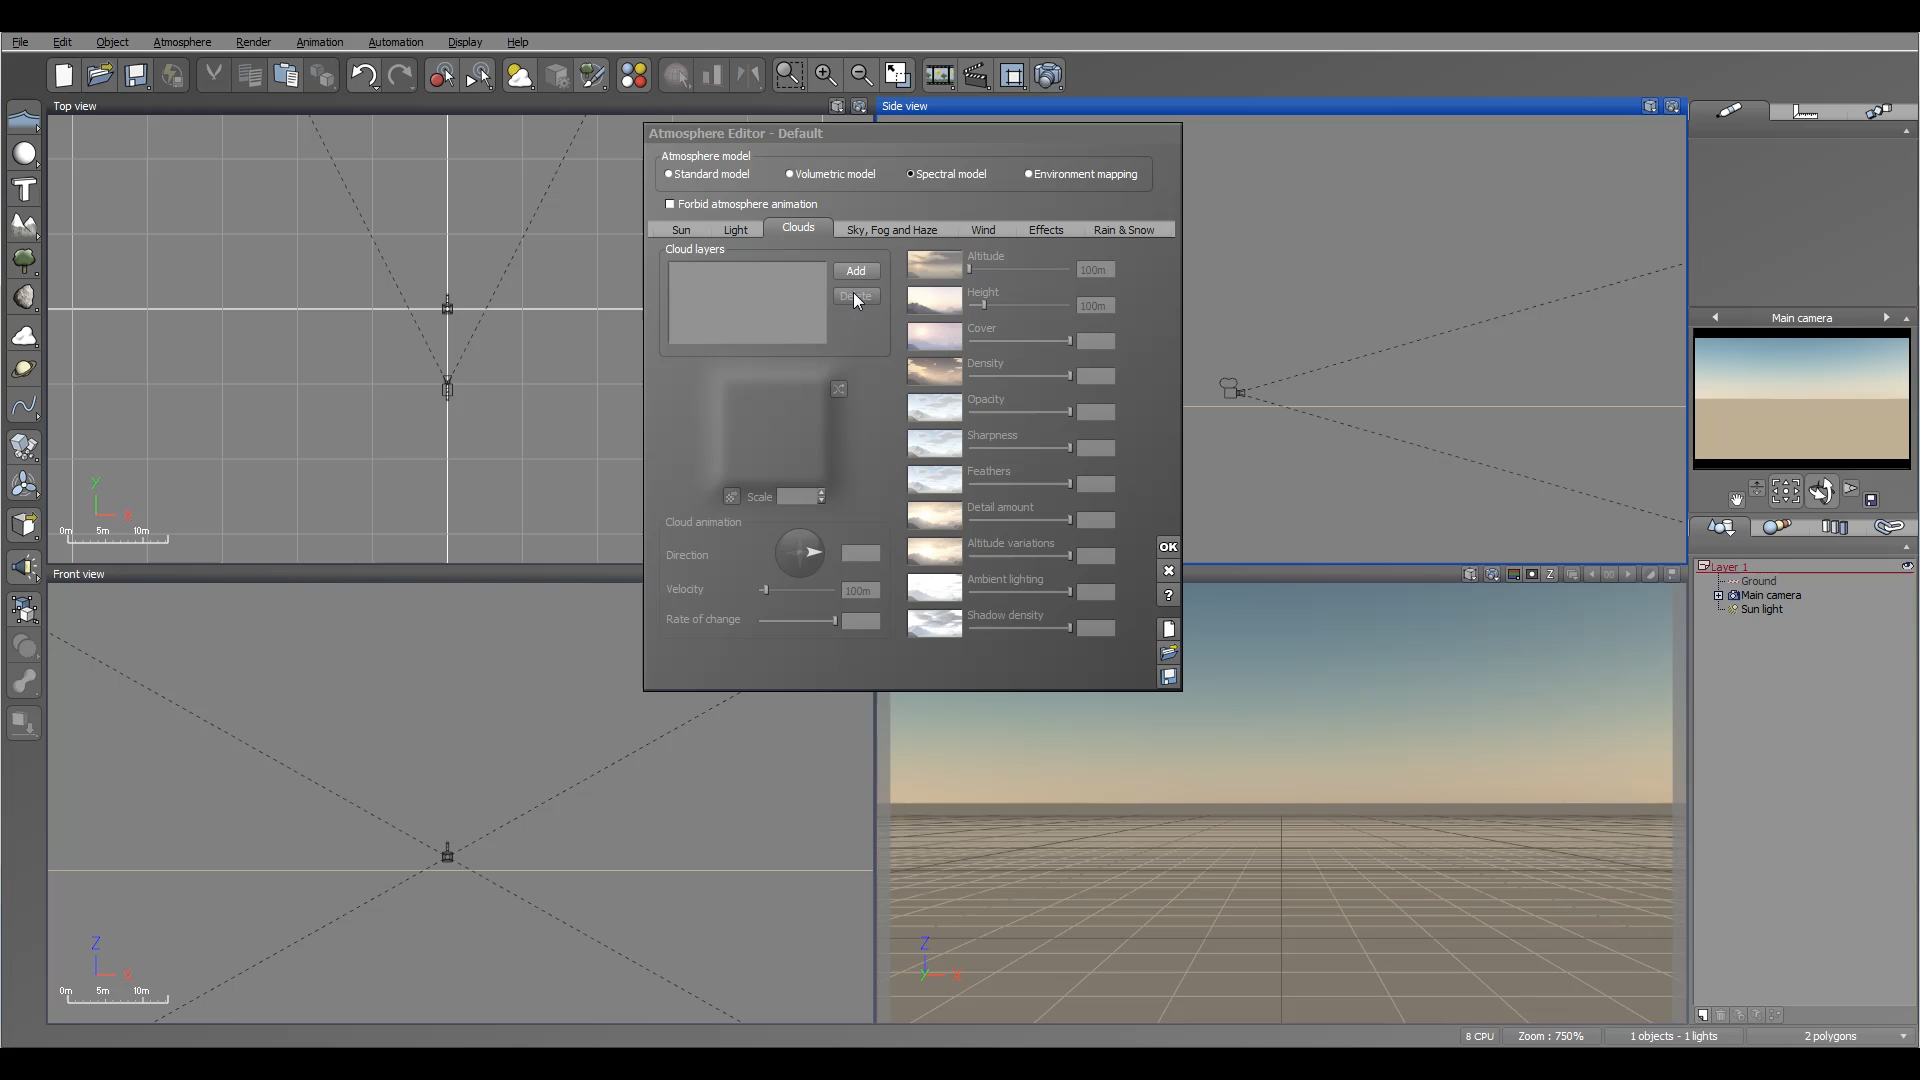 File Edit Object Atmosphere Render Animation Automation Display Help
Top view
Side view
Atmosphere Editor - Default
Atmosphere model
Standard model Volumetric model Spectral model Environment mapping
Forbid atmosphere animation
Sun Light Clouds Sky, Fog and Haze Wind Effects Rain & Snow
Cloud layers
Add
Delete
Altitude
100m
Height
100m
Cover
Density
Opacity
Sharpness
Feathers
Detail amount
Altitude variations
Ambient lighting
Shadow density
Scale
Cloud animation
Direction
Velocity
100m
Rate of change
OK
?
Main camera
Y
X
0m 5m 10m
Front view
Z
Layer 1
Ground
Main camera
Sun light
Z
X
0m 5m 10m
Z
Y X
8 CPU Zoom : 750% 1 objects - 1 lights 2 polygons